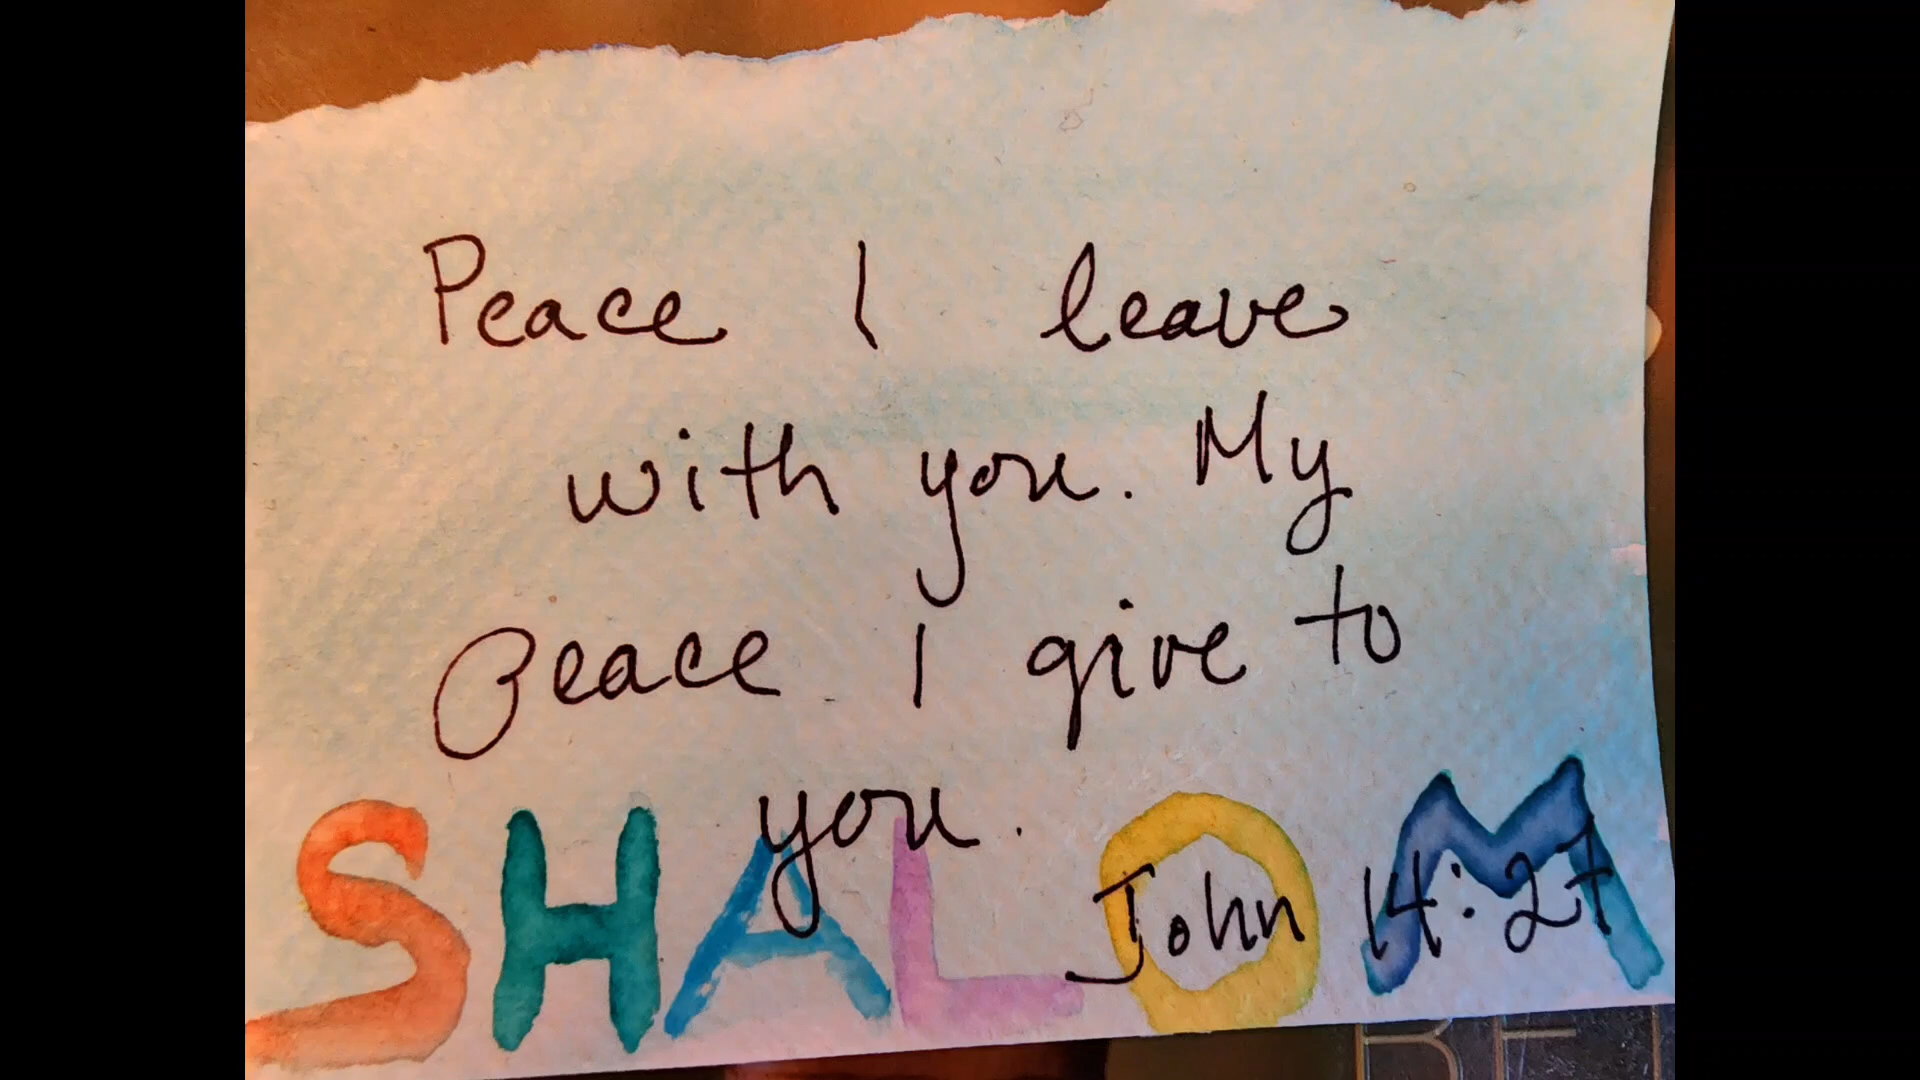 Peace I leave
with you. My
peace I give to
you.
John 14:27
SHALOM